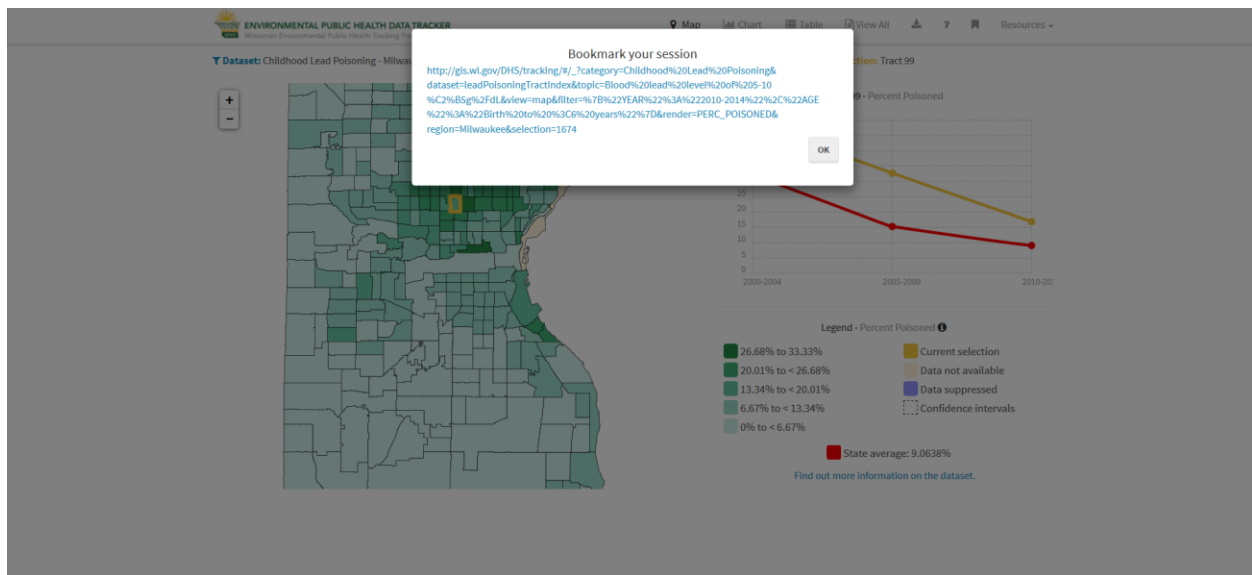 ENVIRONMENTAL PUBLIC HEALTH DATA TRACKER
Wisconsin Environmental Public Health Tracking
Map Chart Table View All ? Resources
Dataset: Childhood Lead Poisoning -
Tract 99
Bookmark your session
http://gis.wi.gov/DHS/tracking/#/_?category=Childhood%20Lead%20Poisoning&
dataset=leadPoisoningTractIndex&topic=Blood%20lead%20level%20of%205-10
%C2%B5g%2FdL&view=map&filter=%7B%22YEAR%22%3A%222010-2014%22%2C%22AGE
%22%3A%22Birth%20to%20%3C6%20years%22%7D&render=PERC_POISONED&
region=Milwaukee&selection=1674
OK
+
−
- Percent Poisoned
25
20
15
10
5
0
2000-2004 2005-2009
Legend - Percent Poisoned
26.68% to 33.33% Current selection
20.01% to < 26.68% Data not available
13.34% to < 20.01% Data suppressed
6.67% to < 13.34% Confidence intervals
0% to < 6.67%
State average: 9.0638%
Find out more information on the dataset.